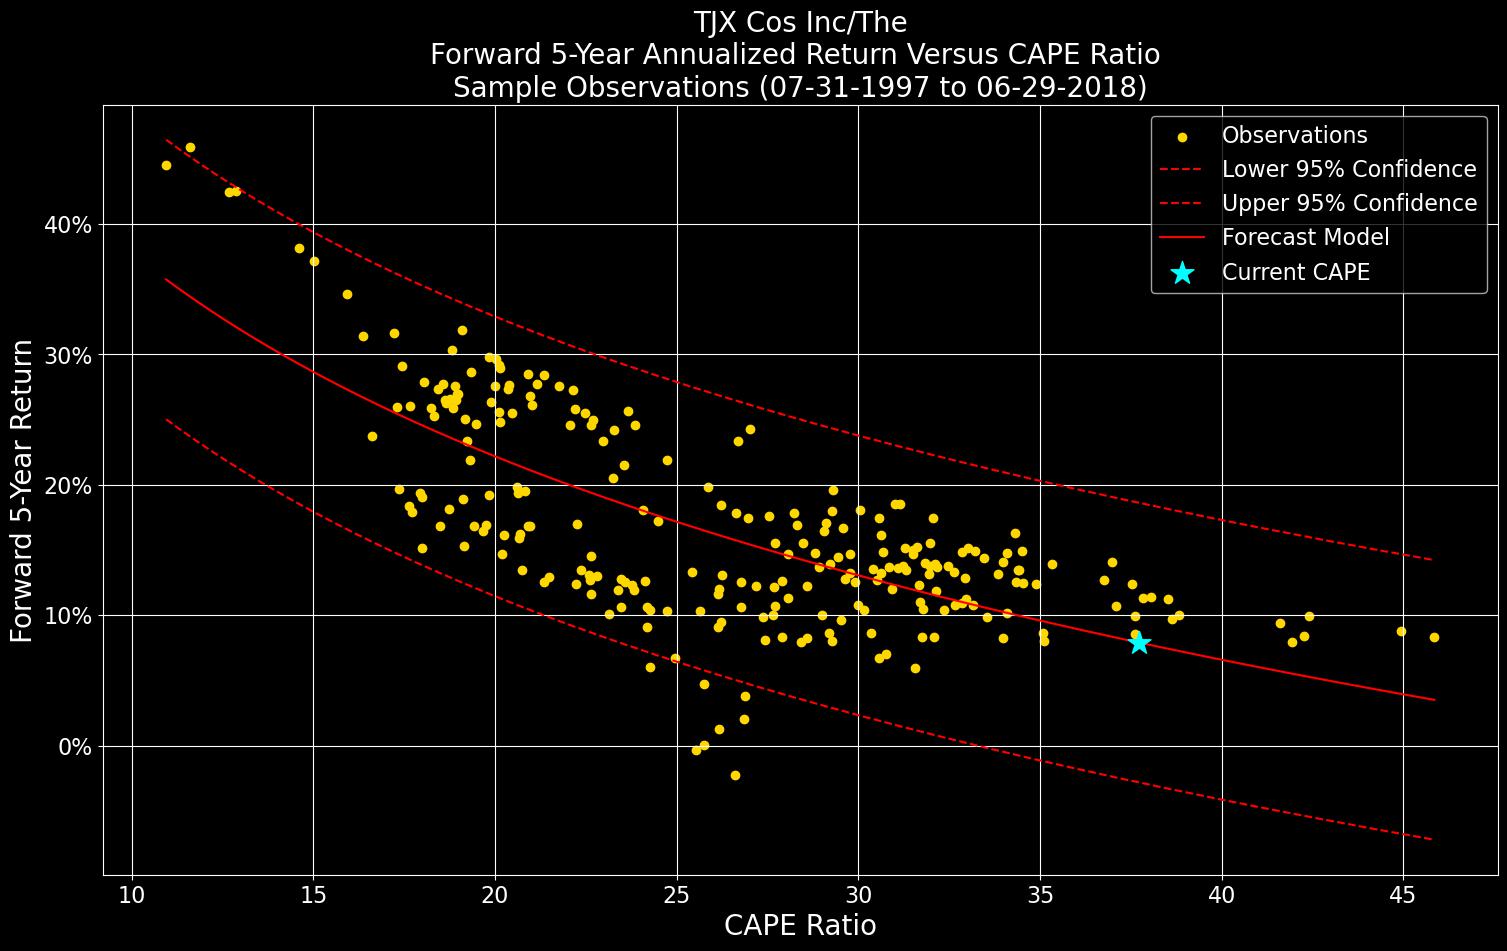 TJX Cos Inc/The
Forward 5-Year Annualized Return Versus CAPE Ratio
Sample Observations (07-31-1997 to 06-29-2018)
Observations
Lower 95% Confidence
Upper 95% Confidence
Forecast Model
Current CAPE
Forward 5-Year Return
40%
30%
20%
10%
0%
10 15 20 25 30 35 40 45
CAPE Ratio